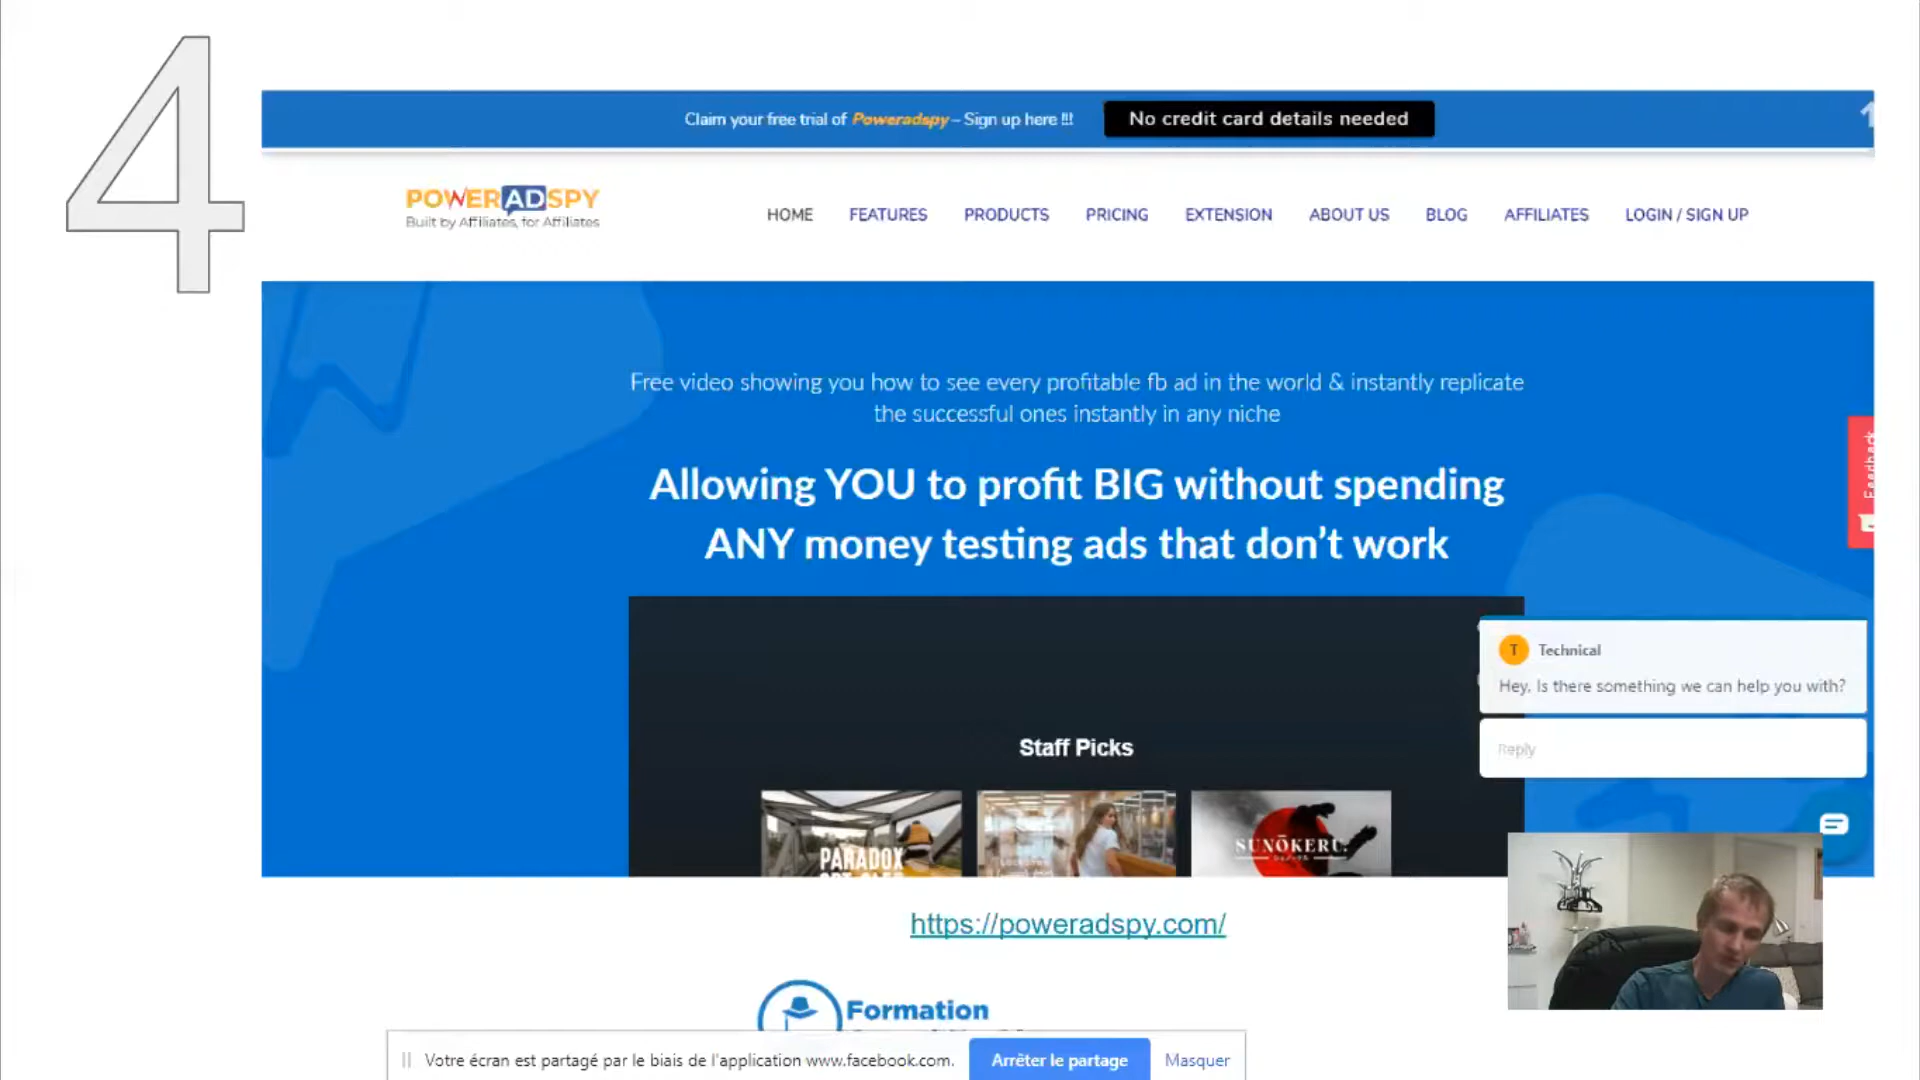 4
Claim your free trial of Poweradspy – Sign up here !!!
No credit card details needed
POWERADSPY
Built by Affiliates, for Affiliates
HOME
FEATURES
PRODUCTS
PRICING
EXTENSION
ABOUT US
BLOG
AFFILIATES
LOGIN / SIGN UP
Free video showing you how to see every profitable fb ad in the world & instantly replicate
the successful ones instantly in any niche
Allowing YOU to profit BIG without spending
ANY money testing ads that don't work
Feedback
Staff Picks
PARADOX
SUNŌKERU
T
Technical
Hey, Is there something we can help you with?
Reply
https://poweradspy.com/
Formation
Votre écran est partagé par le biais de l'application www.facebook.com.
Arrêter le partage
Masquer